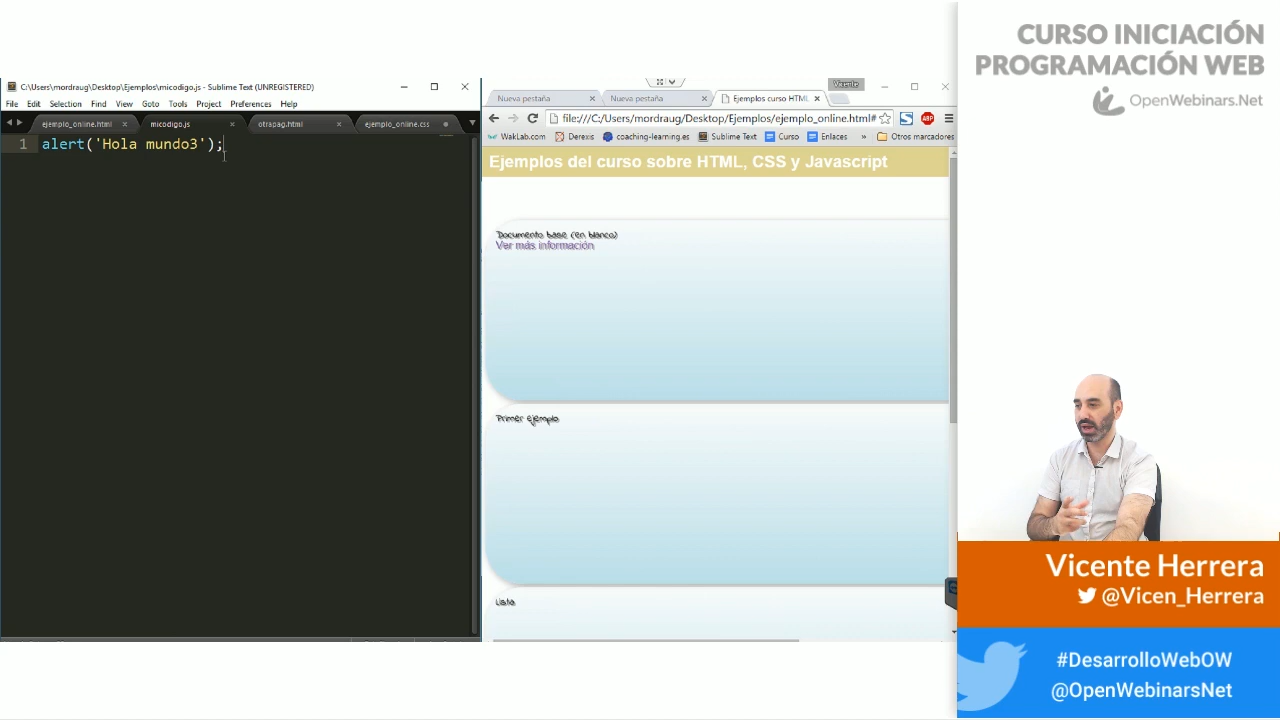 CURSO INICIACIÓN
PROGRAMACIÓN WEB
OpenWebinars.Net
C:\Users\mordraug\Desktop\Ejemplos\micodigo.js - Sublime Text (UNREGISTERED)
File Edit Selection Find View Goto Tools Project Preferences Help
ejemplo_online.html micodigo.js otrapag.html ejemplo_online.css
1 alert('Hola mundo3');
Vicente
Nueva pestaña Nueva pestaña Ejemplos curso HTML
file:///C:/Users/mordraug/Desktop/Ejemplos/ejemplo_online.html#
ABP
WakLab.com Derexis coaching-learning.es Sublime Text Curso Enlaces » Otros marcadores
Ejemplos del curso sobre HTML, CSS y Javascript
Documento base (en blanco)
Ver más información
Primer ejemplo
Lista
Vicente Herrera
@Vicen_Herrera
#DesarrolloWebOW
@OpenWebinarsNet